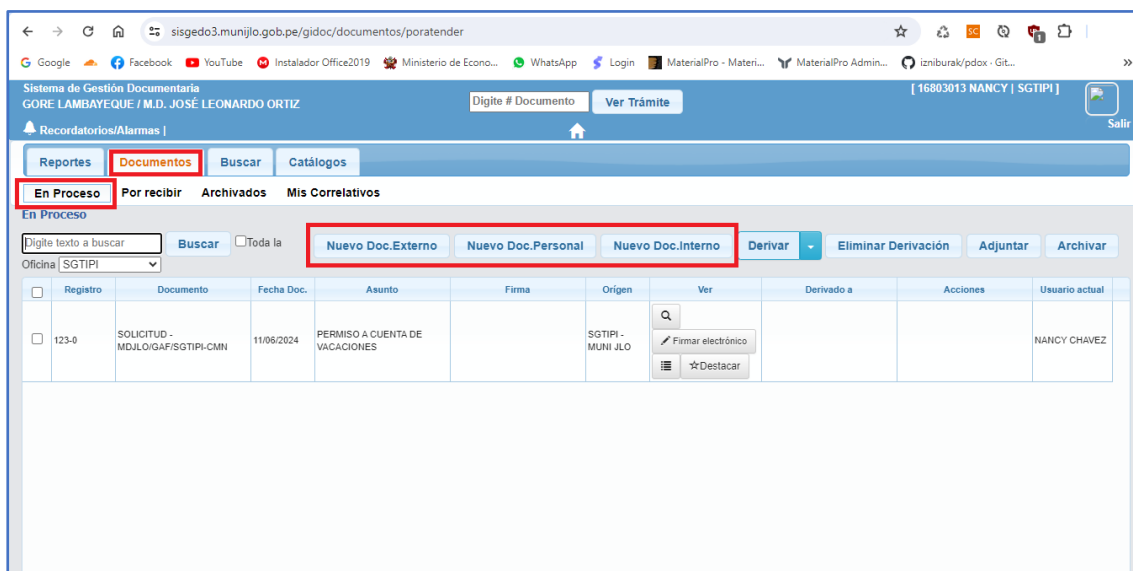 sisgedo3.munijlo.gob.pe/gidoc/documents/poratender
SC
1
Google
Facebook
YouTube
Instalador Office2019
Ministerio de Econo...
WhatsApp
Login
MaterialPro - Materi...
MaterialPro Admin...
izniburak/pdox · Git...
»
Sistema de Gestión Documentaria
GORE LAMBAYEQUE / M.D. JOSÉ LEONARDO ORTIZ
Digite # Documento
Ver Trámite
[ 16803013 NANCY | SGTIPI ]
Salir
Recordatorios/Alarmas |
Reportes
Documentos
Buscar
Catálogos
En Proceso
Por recibir
Archivados
Mis Correlativos
En Proceso
Digite texto a buscar
Buscar
Toda la
Oficina SGTIPI
Nuevo Doc.Externo
Nuevo Doc.Personal
Nuevo Doc.Interno
Derivar
Eliminar Derivación
Adjuntar
Archivar
Registro
Documento
Fecha Doc.
Asunto
Firma
Orígen
Ver
Derivado a
Acciones
Usuario actual
123-0
SOLICITUD -
MDJLO/GAF/SGTIPI-CMN
11/06/2024
PERMISO A CUENTA DE
VACACIONES
SGTIPI -
MUNI JLO
Firmar electrónico
Destacar
NANCY CHAVEZ